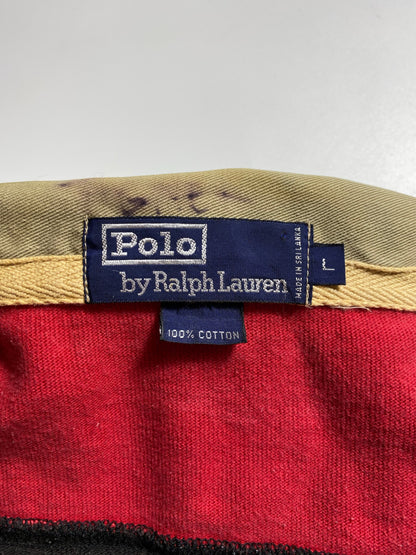 Polo
by Ralph Lauren
MADE IN SRI LANKA
L
100% COTTON